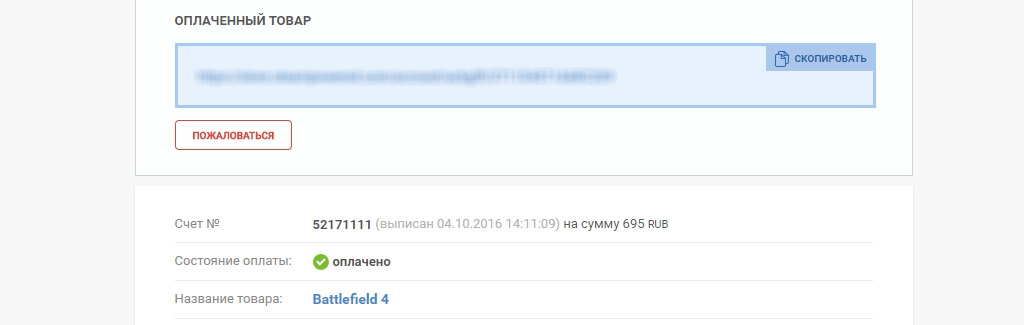 ОПЛАЧЕННЫЙ ТОВАР
СКОПИРОВАТЬ
ПОЖАЛОВАТЬСЯ
Счет № 52171111 (выписан 04.10.2016 14:11:09) на сумму 695 RUB
Состояние оплаты: оплачено
Название товара: Battlefield 4